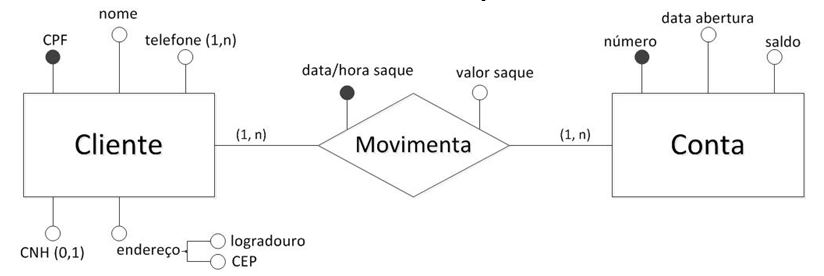 nome
CPF
telefone (1,n)
data/hora saque
valor saque
número
data abertura
saldo
Cliente
(1, n)
Movimenta
(1, n)
Conta
CNH (0,1)
endereço
logradouro
CEP